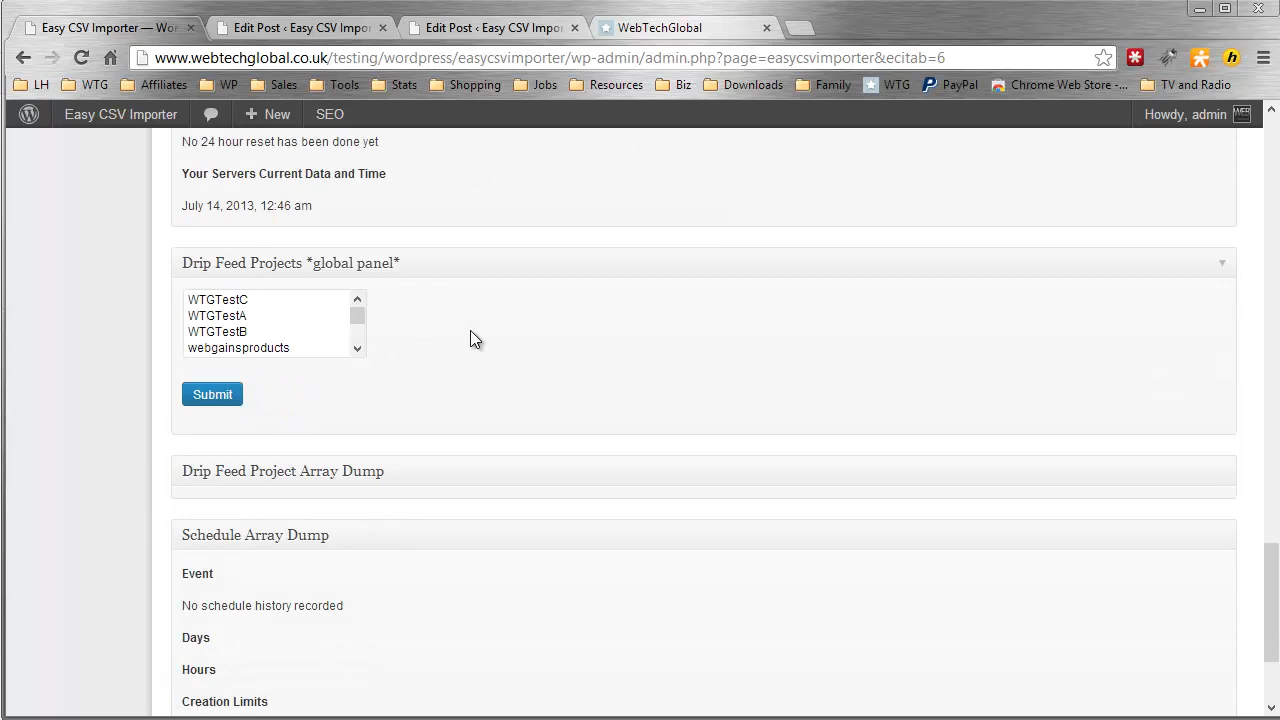 Easy CSV Importer — Wor
Edit Post ‹ Easy CSV Impo
Edit Post ‹ Easy CSV Impo
WebTechGlobal
www.webtechglobal.co.uk/testing/wordpress/easycsvimporter/wp-admin/admin.php?page=easycsvimporter&ecitab=6
LH
WTG
Affiliates
WP
Sales
Tools
Stats
Shopping
Jobs
Resources
Biz
Downloads
Family
WTG
PayPal
Chrome Web Store -...
TV and Radio
Easy CSV Importer
New
SEO
Howdy, admin
No 24 hour reset has been done yet
Your Servers Current Data and Time
July 14, 2013, 12:46 am
Drip Feed Projects *global panel*
WTGTestC
WTGTestA
WTGTestB
webgainsproducts
Submit
Drip Feed Project Array Dump
Schedule Array Dump
Event
No schedule history recorded
Days
Hours
Creation Limits